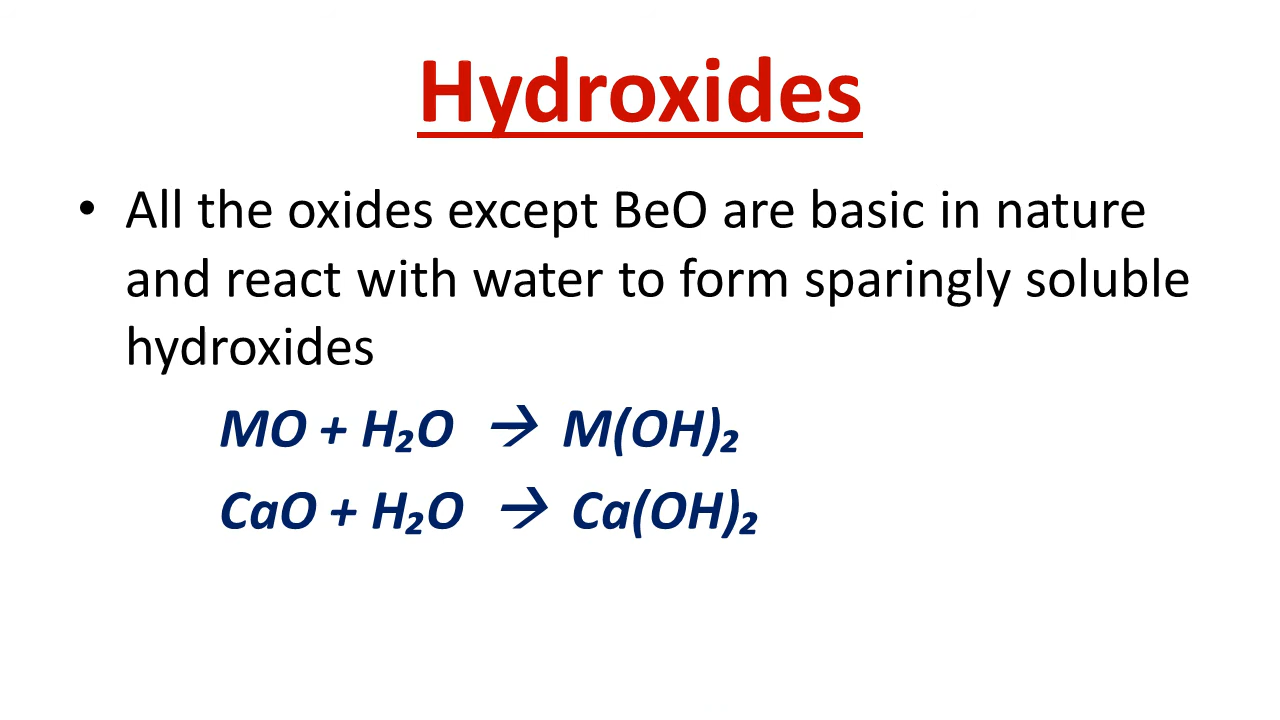 Hydroxides
• All the oxides except BeO are basic in nature
and react with water to form sparingly soluble
hydroxides
MO + H₂O → M(OH)₂
CaO + H₂O → Ca(OH)₂